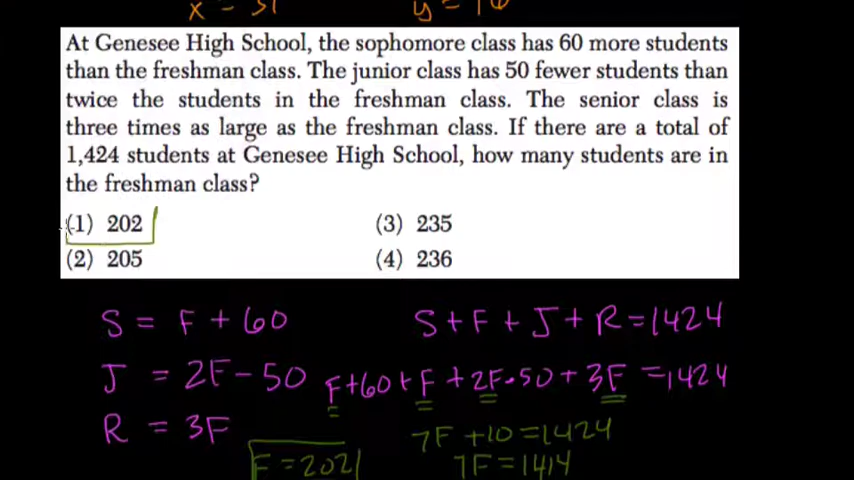 At Genesee High School, the sophomore class has 60 more students
than the freshman class. The junior class has 50 fewer students than
twice the students in the freshman class. The senior class is
three times as large as the freshman class. If there are a total of
1,424 students at Genesee High School, how many students are in
the freshman class?
(1) 202 (3) 235
(2) 205 (4) 236
S = F + 60 S + F + J + R = 1424
J = 2F - 50 F + 60 + F + 2F - 50 + 3F = 1424
R = 3F 7F + 10 = 1424
F = 202 7F = 1414